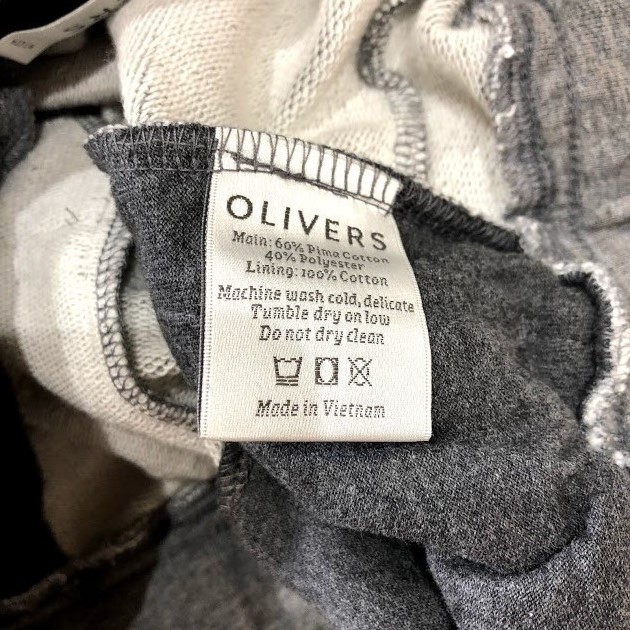 OLIVERS
Main: 60% Pima Cotton
40% Polyester
Lining: 100% Cotton
Machine wash cold, delicate
Tumble dry on low
Do not dry clean
Made in Vietnam